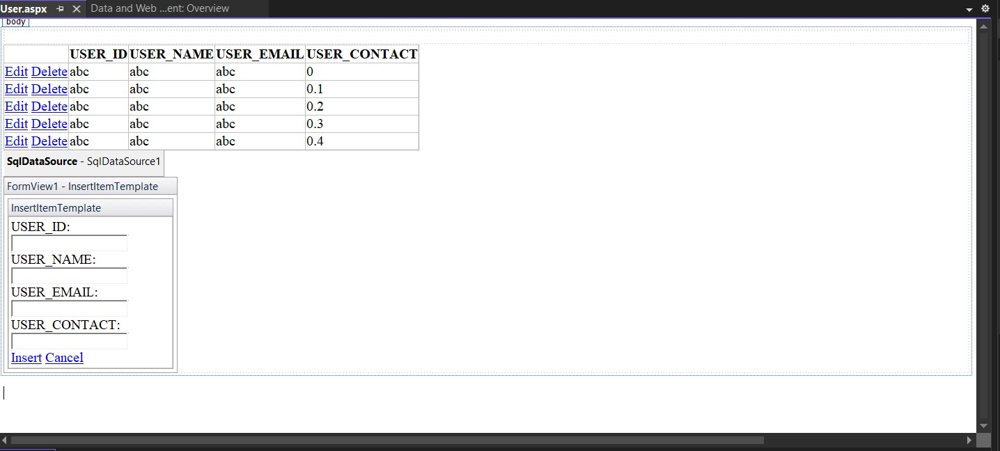 User.aspx Data and Web ...ent: Overview
body
USER_ID USER_NAME USER_EMAIL USER_CONTACT
Edit Delete abc abc abc 0
Edit Delete abc abc abc 0.1
Edit Delete abc abc abc 0.2
Edit Delete abc abc abc 0.3
Edit Delete abc abc abc 0.4
SqlDataSource - SqlDataSource1
FormView1 - InsertItemTemplate
InsertItemTemplate
USER_ID:
USER_NAME:
USER_EMAIL:
USER_CONTACT:
Insert Cancel